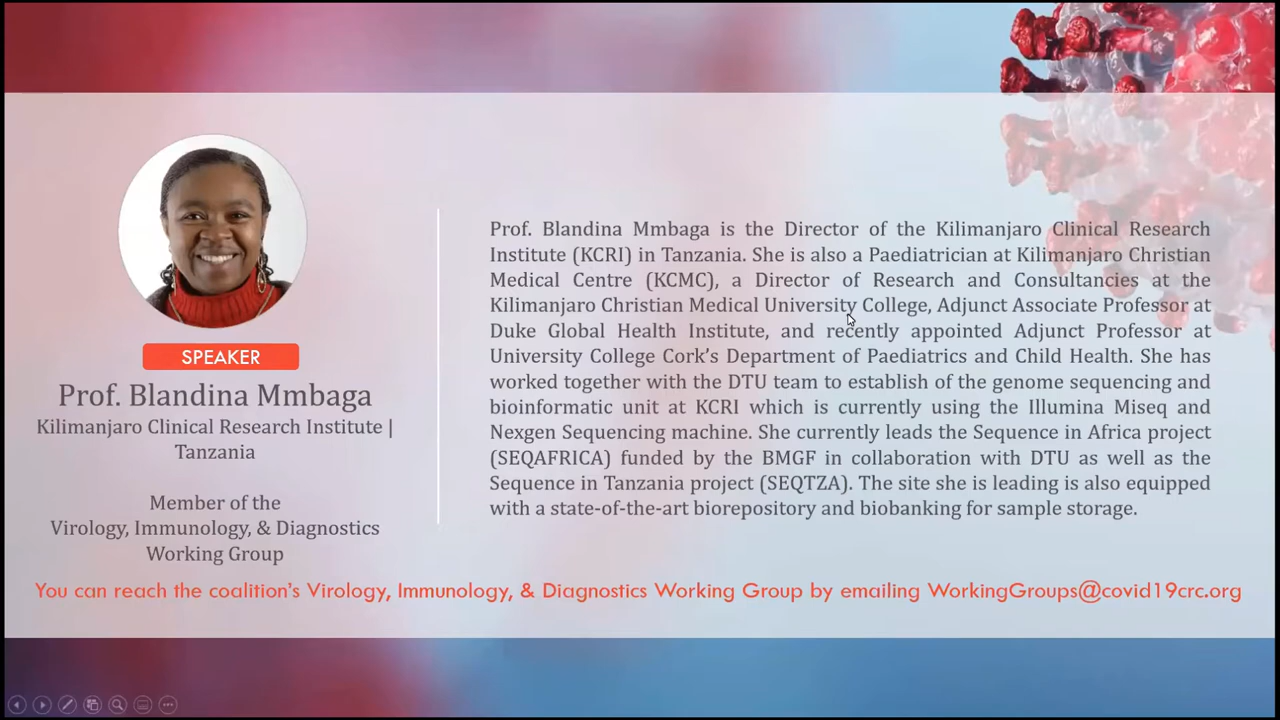 SPEAKER
Prof. Blandina Mmbaga
Kilimanjaro Clinical Research Institute |
Tanzania
Member of the
Virology, Immunology, & Diagnostics
Working Group
Prof. Blandina Mmbaga is the Director of the Kilimanjaro Clinical Research
Institute (KCRI) in Tanzania. She is also a Paediatrician at Kilimanjaro Christian
Medical Centre (KCMC), a Director of Research and Consultancies at the
Kilimanjaro Christian Medical University College, Adjunct Associate Professor at
Duke Global Health Institute, and recently appointed Adjunct Professor at
University College Cork's Department of Paediatrics and Child Health. She has
worked together with the DTU team to establish of the genome sequencing and
bioinformatic unit at KCRI which is currently using the Illumina Miseq and
Nexgen Sequencing machine. She currently leads the Sequence in Africa project
(SEQAFRICA) funded by the BMGF in collaboration with DTU as well as the
Sequence in Tanzania project (SEQTZA). The site she is leading is also equipped
with a state-of-the-art biorepository and biobanking for sample storage.
You can reach the coalition's Virology, Immunology, & Diagnostics Working Group by emailing WorkingGroups@covid19crc.org